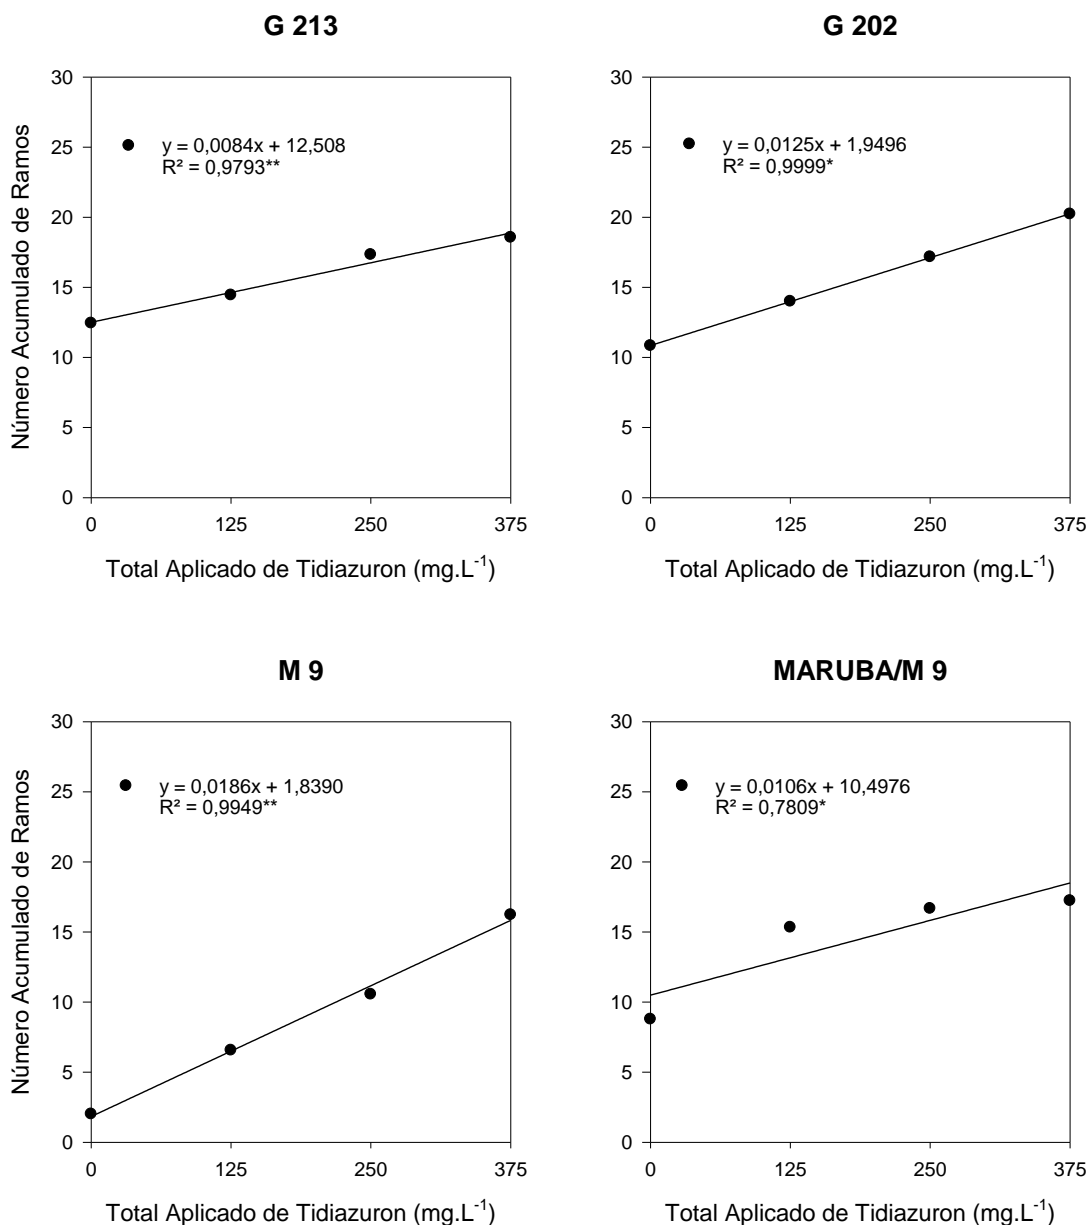 G 213
Número Acumulado de Ramos
30
25
20
15
10
5
0
y = 0,0084x + 12,508
R² = 0,9793**
0 125 250 375
Total Aplicado de Tidiazuron (mg.L⁻¹)
G 202
30
25
20
15
10
5
0
y = 0,0125x + 1,9496
R² = 0,9999*
0 125 250 375
Total Aplicado de Tidiazuron (mg.L⁻¹)
M 9
Número Acumulado de Ramos
30
25
20
15
10
5
0
y = 0,0186x + 1,8390
R² = 0,9949**
0 125 250 375
Total Aplicado de Tidiazuron (mg.L⁻¹)
MARUBA/M 9
30
25
20
15
10
5
0
y = 0,0106x + 10,4976
R² = 0,7809*
0 125 250 375
Total Aplicado de Tidiazuron (mg.L⁻¹)